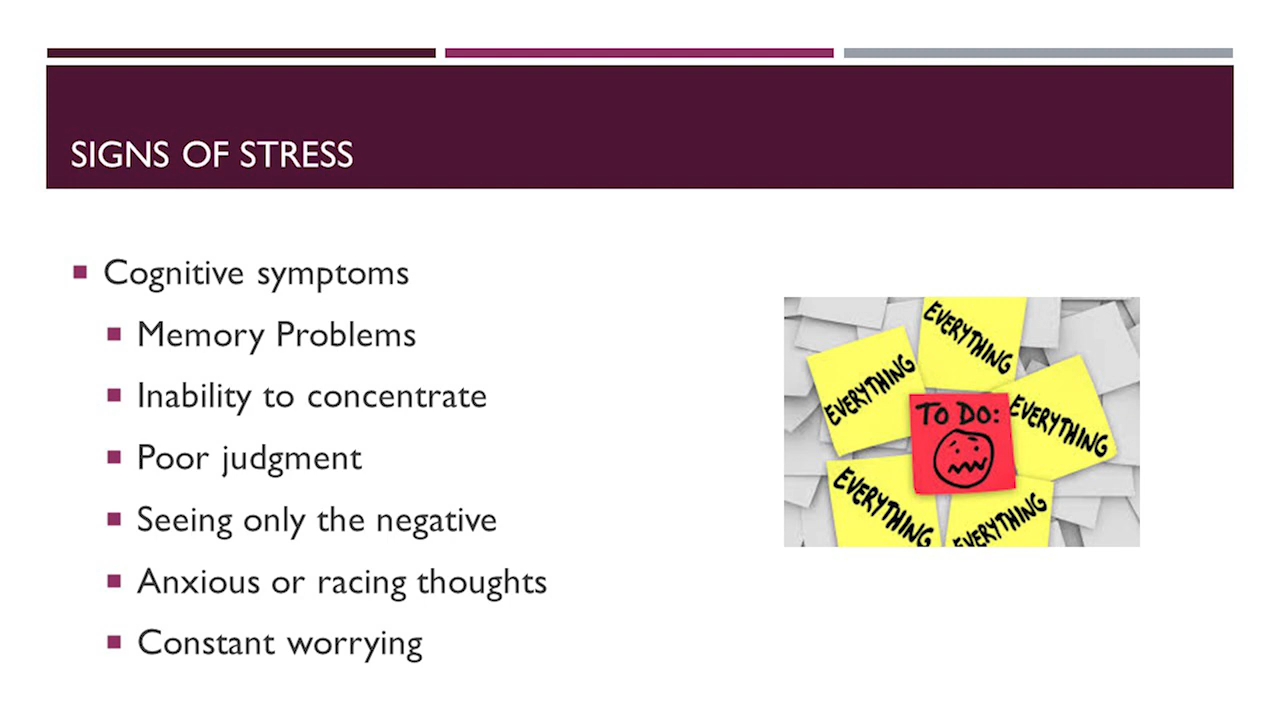 SIGNS OF STRESS
Cognitive symptoms
Memory Problems
Inability to concentrate
Poor judgment
Seeing only the negative
Anxious or racing thoughts
Constant worrying
EVERYTHING
EVERYTHING
TO DO:
EVERYTHING
EVERYTHING
EVERYTHING